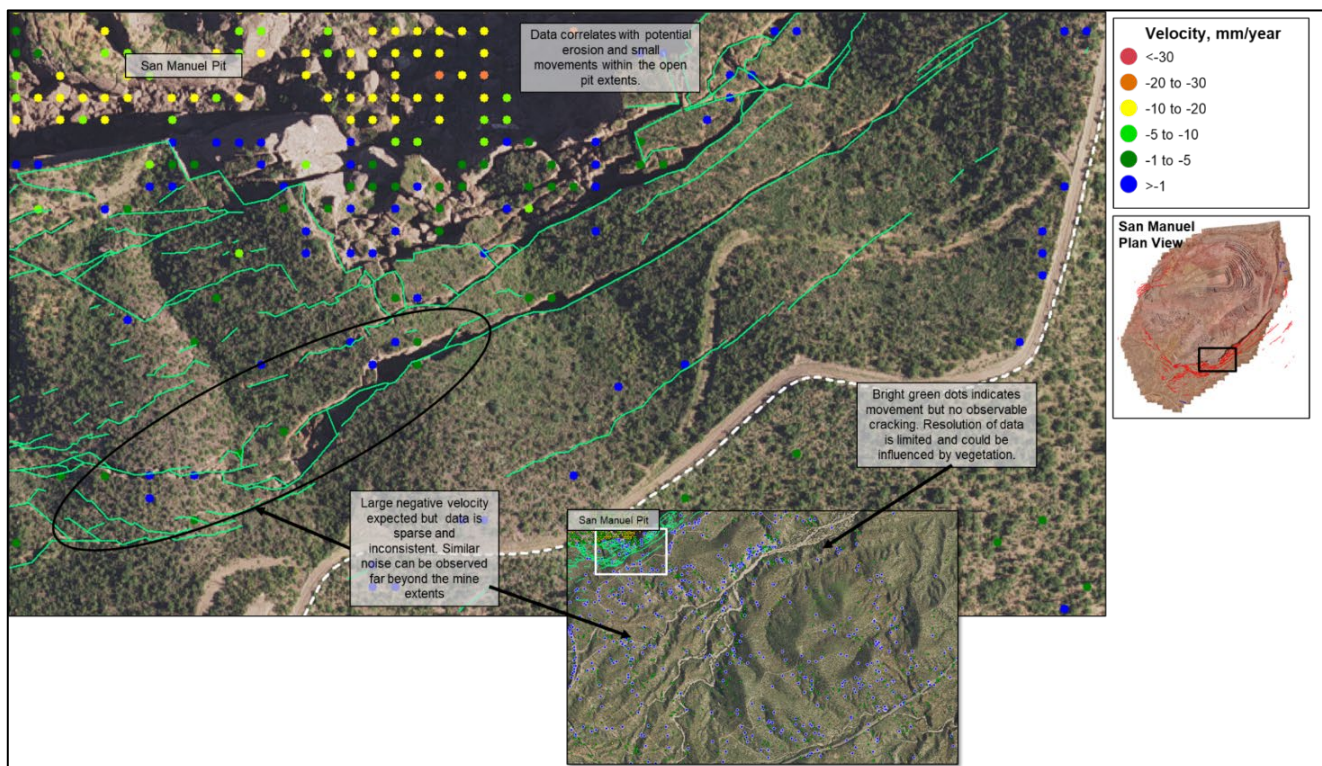 San Manuel Pit
Data correlates with potential
erosion and small
movements within the open
pit extents.
Velocity, mm/year
<-30
-20 to -30
-10 to -20
-5 to -10
-1 to -5
>-1
San Manuel
Plan View
Bright green dots indicates
movement but no observable
cracking. Resolution of data
is limited and could be
influenced by vegetation.
Large negative velocity
expected but data is
sparse and
inconsistent. Similar
noise can be observed
far beyond the mine
extents
San Manuel Pit